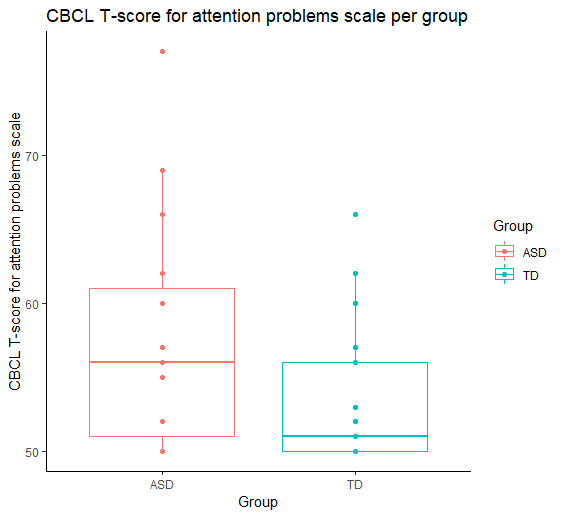 CBCL T-score for attention problems scale per group
CBCL T-score for attention problems scale
70
60
50
ASD
TD
Group
Group
ASD
TD